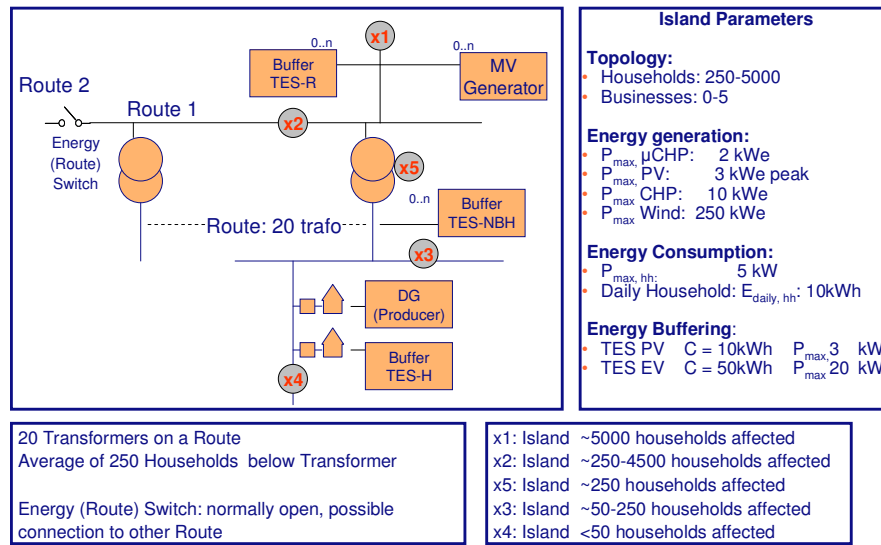 x1
0..n
0..n
Buffer
TES-R
MV
Generator
Route 2
Route 1
x2
Energy
(Route)
Switch
x5
0..n
Buffer
TES-NBH
Route: 20 trafo
x3
DG
(Producer)
Buffer
TES-H
x4
Island Parameters
Topology:
• Households: 250-5000
• Businesses: 0-5
Energy generation:
• Pmax, µCHP: 2 kWe
• Pmax, PV: 3 kWe peak
• Pmax CHP: 10 kWe
• Pmax Wind: 250 kWe
Energy Consumption:
• Pmax, hh: 5 kW
• Daily Household: Edaily, hh: 10kWh
Energy Buffering:
• TES PV C = 10kWh Pmax, 3 kW
• TES EV C = 50kWh Pmax 20 kW
20 Transformers on a Route
Average of 250 Households below Transformer
Energy (Route) Switch: normally open, possible
connection to other Route
x1: Island ~5000 households affected
x2: Island ~250-4500 households affected
x5: Island ~250 households affected
x3: Island ~50-250 households affected
x4: Island <50 households affected